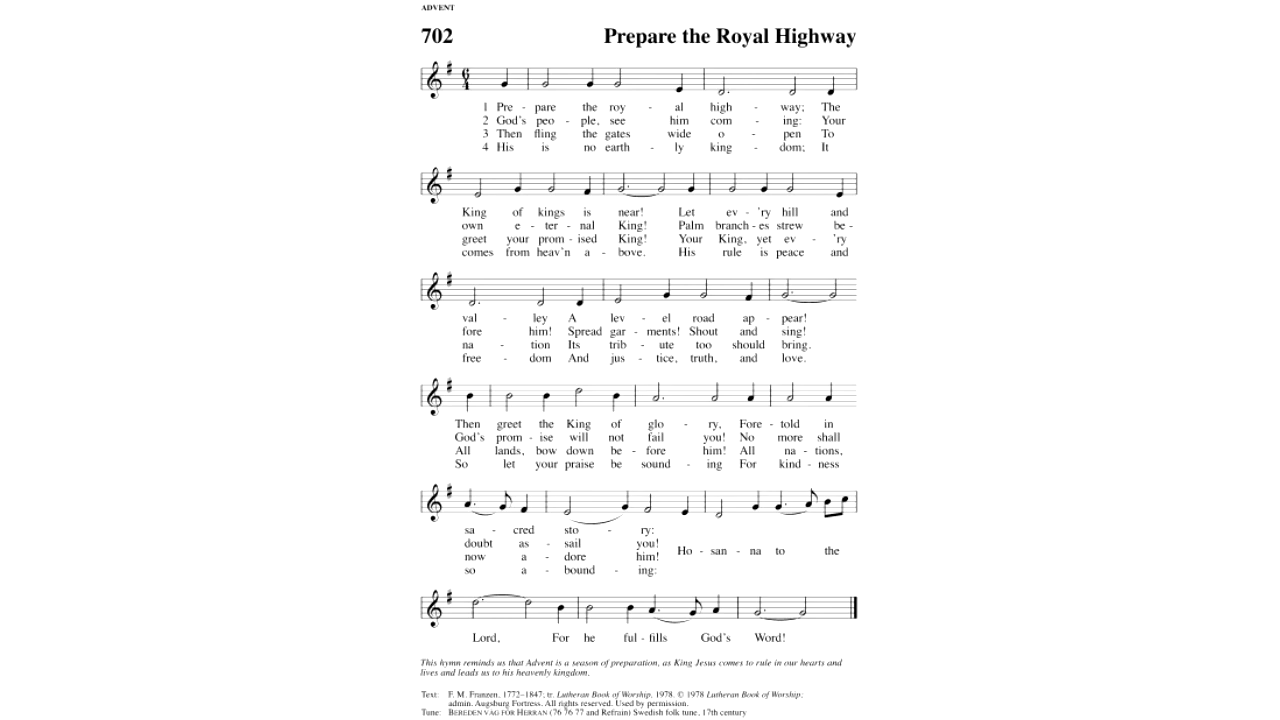 ADVENT
702 Prepare the Royal Highway
1 Pre - pare the roy - al high - way; The
2 God's peo - ple, see him com - ing: Your
3 Then fling the gates wide o - pen To
4 His is no earth - ly king - dom; It
King of kings is near! Let ev - 'ry hill and
own e - ter - nal King! Palm branch - es strew be -
greet your prom - ised King! Your King, yet ev - 'ry
comes from heav'n a - bove. His rule is peace and
val - ley A lev - el road ap - pear!
fore him! Spread gar - ments! Shout and sing!
na - tion Its trib - ute too should bring.
free - dom And jus - tice, truth, and love.
Then greet the King of glo - ry, Fore - told in
God's prom - ise will not fail you! No more shall
All lands, bow down be - fore him! All na - tions,
So let your praise be sound - ing For kind - ness
sa - cred sto - ry:
doubt as - sail you!
Ho - san - na to the
now a - dore him!
so a - bound - ing:
Lord, For he ful - fills God's Word!
This hymn reminds us that Advent is a season of preparation, as King Jesus comes to rule in our hearts and
lives and leads us to his heavenly kingdom.
Text: F. M. Franzen, 1772–1847; tr. Lutheran Book of Worship, 1978. © 1978 Lutheran Book of Worship;
admin. Augsburg Fortress. All rights reserved. Used by permission.
Tune: BEREDEN VÄG FÖR HERRAN (76 76 77 and Refrain) Swedish folk tune, 17th century